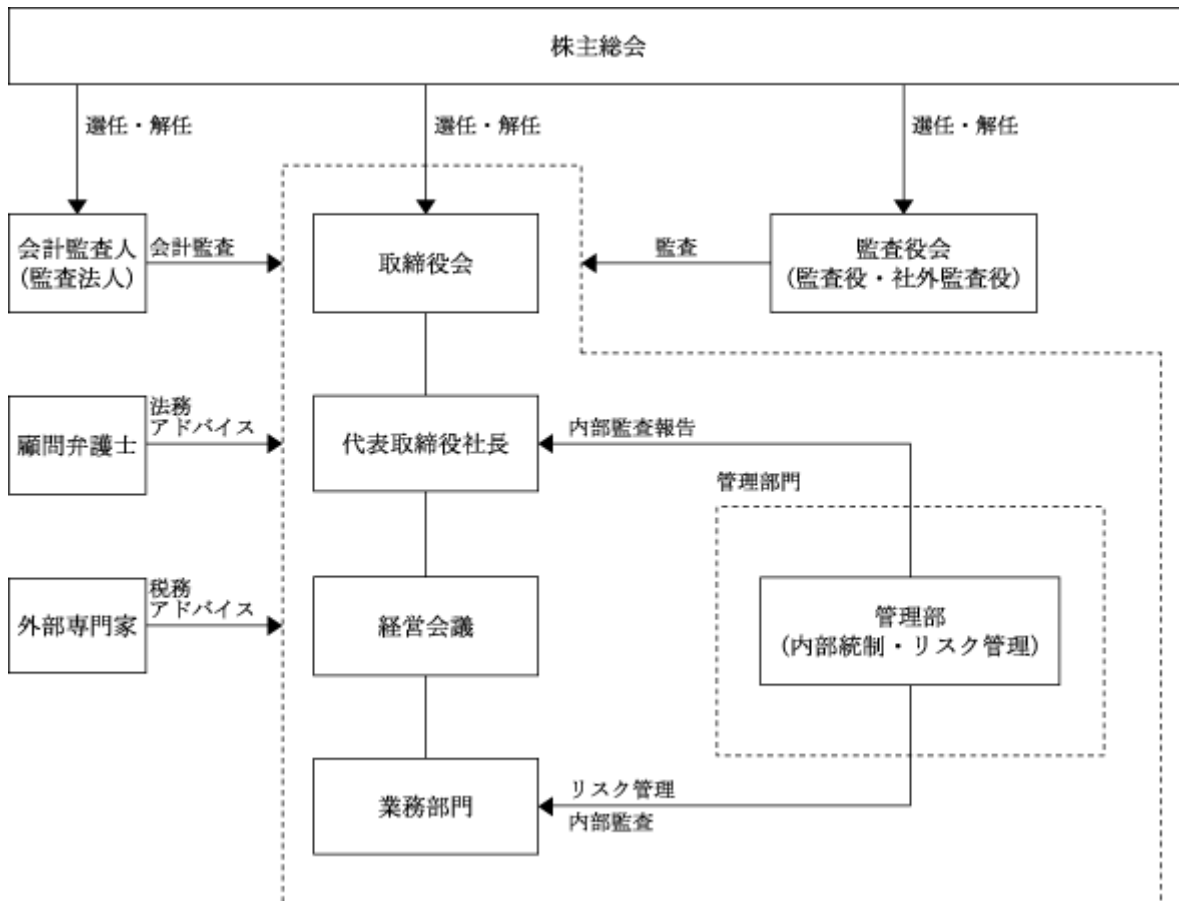 株主総会
選任・解任
選任・解任
選任・解任
会計監査人
(監査法人)
会計監査
取締役会
監査
監査役会
(監査役・社外監査役)
顧問弁護士
法務
アドバイス
代表取締役社長
内部監査報告
管理部門
外部専門家
税務
アドバイス
経営会議
管理部
(内部統制・リスク管理)
業務部門
リスク管理
内部監査